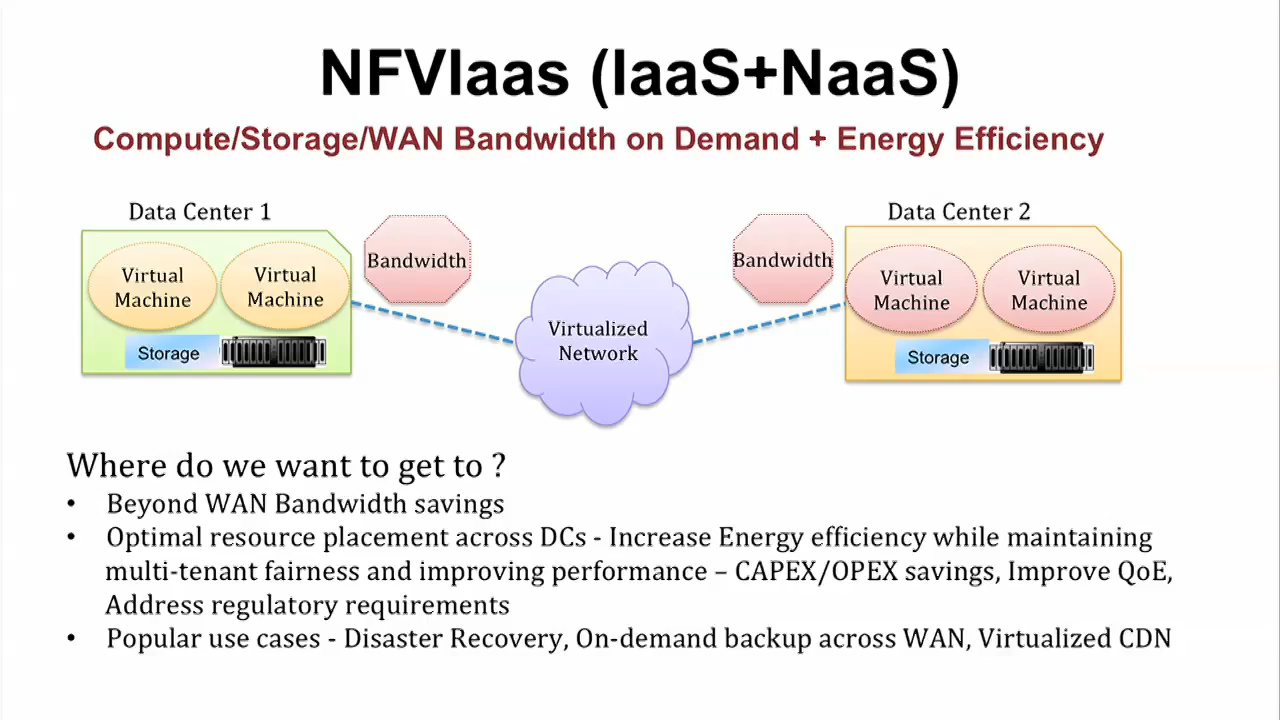 NFVIaas (IaaS+NaaS)
Compute/Storage/WAN Bandwidth on Demand + Energy Efficiency
Data Center 1
Virtual
Machine
Virtual
Machine
Storage
Bandwidth
Virtualized
Network
Bandwidth
Data Center 2
Virtual
Machine
Virtual
Machine
Storage
Where do we want to get to ?
• Beyond WAN Bandwidth savings
• Optimal resource placement across DCs - Increase Energy efficiency while maintaining
multi-tenant fairness and improving performance – CAPEX/OPEX savings, Improve QoE,
Address regulatory requirements
• Popular use cases - Disaster Recovery, On-demand backup across WAN, Virtualized CDN